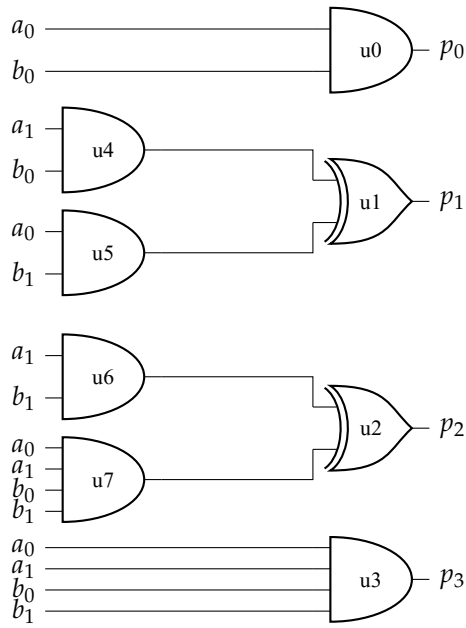 a₀
u0
p₀
b₀
a₁
u4
b₀
u1
p₁
a₀
u5
b₁
a₁
u6
b₁
u2
p₂
a₀
a₁
u7
b₀
b₁
a₀
a₁
u3
p₃
b₀
b₁